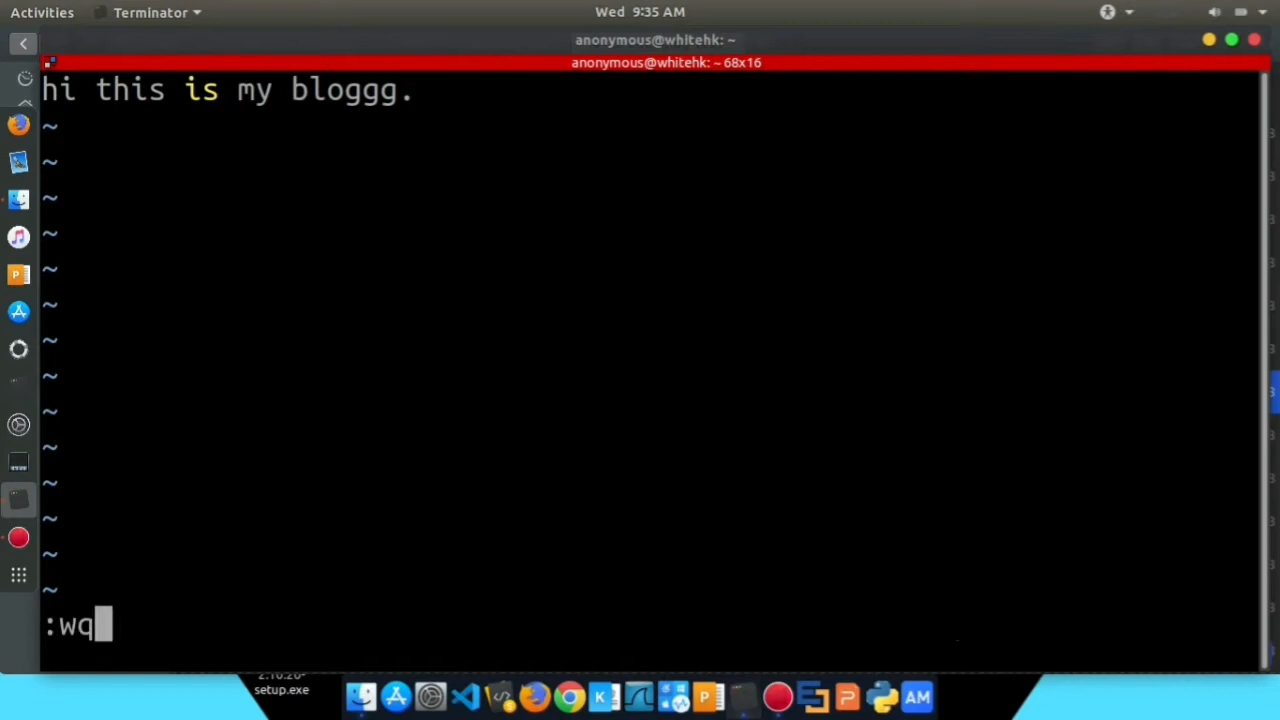 Activities Terminator Wed 9:35 AM
anonymous@whitehk: ~
anonymous@whitehk: ~ 68x16
hi this is my bloggg.
~
~
~
~
~
~
~
~
~
~
~
~
~
~
:wq
setup.exe
AM